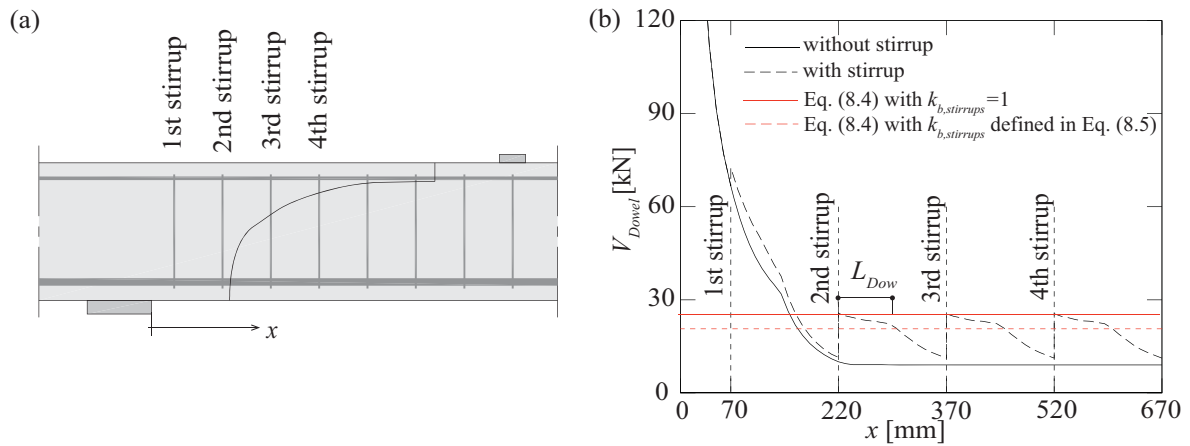 (a)
1st stirrup
2nd stirrup
3rd stirrup
4th stirrup
x
(b)
120
90
60
30
0
V_Dowel [kN]
without stirrup
with stirrup
Eq. (8.4) with k_b,stirrups=1
Eq. (8.4) with k_b,stirrups defined in Eq. (8.5)
1st stirrup
2nd stirrup
L_Dow
3rd stirrup
4th stirrup
0 70 220 370 520 670
x [mm]